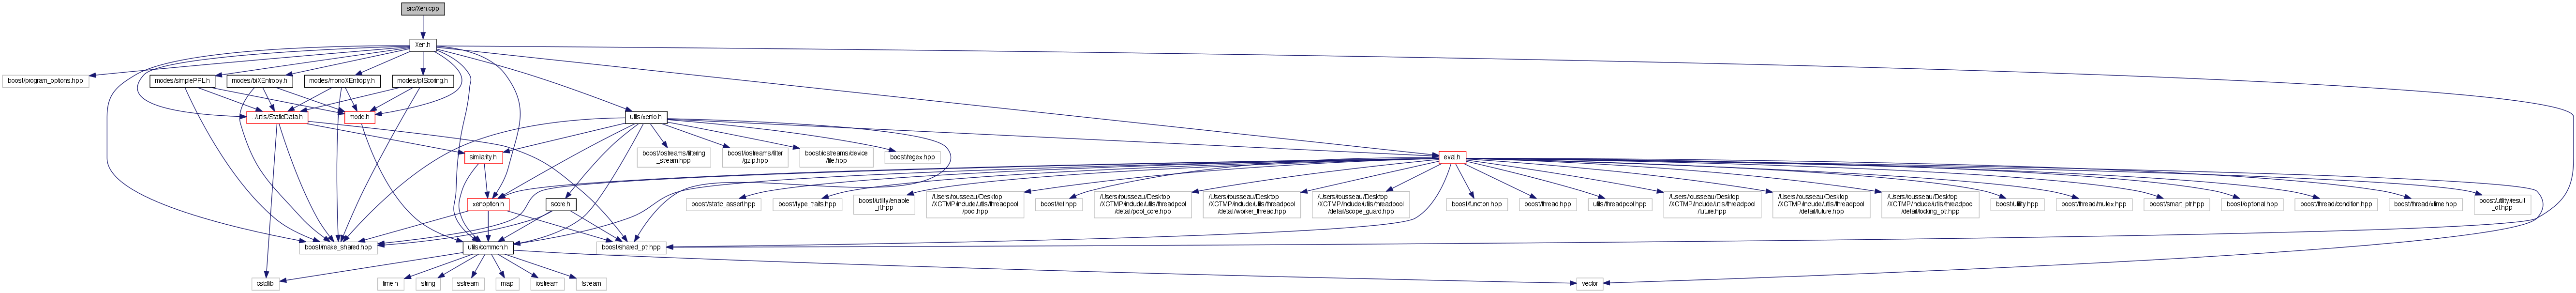 src/Xen.cpp
Xen.h
boost/program_options.hpp
modes/simplePPL.h
modes/biXEntropy.h
modes/monoXEntropy.h
modes/ptScoring.h
../utils/StaticData.h
mode.h
utils/xenio.h
similarity.h
boost/iostreams/filtering
_stream.hpp
boost/iostreams/filter
/gzip.hpp
boost/iostreams/device
/file.hpp
boost/regex.hpp
eval.h
xenoption.h
score.h
boost/static_assert.hpp
boost/type_traits.hpp
boost/utility/enable
_if.hpp
/Users/rousseau/Desktop
/XCTMP/include/utils/threadpool
/pool.hpp
boost/ref.hpp
/Users/rousseau/Desktop
/XCTMP/include/utils/threadpool
/detail/pool_core.hpp
/Users/rousseau/Desktop
/XCTMP/include/utils/threadpool
/detail/worker_thread.hpp
/Users/rousseau/Desktop
/XCTMP/include/utils/threadpool
/detail/scope_guard.hpp
boost/function.hpp
boost/thread.hpp
utils/threadpool.hpp
/Users/rousseau/Desktop
/XCTMP/include/utils/threadpool
/future.hpp
/Users/rousseau/Desktop
/XCTMP/include/utils/threadpool
/detail/future.hpp
/Users/rousseau/Desktop
/XCTMP/include/utils/threadpool
/detail/locking_ptr.hpp
boost/utility.hpp
boost/thread/mutex.hpp
boost/smart_ptr.hpp
boost/optional.hpp
boost/thread/condition.hpp
boost/thread/xtime.hpp
boost/utility/result
_of.hpp
boost/make_shared.hpp
utils/common.h
boost/shared_ptr.hpp
cstdlib
time.h
string
sstream
map
iostream
fstream
vector